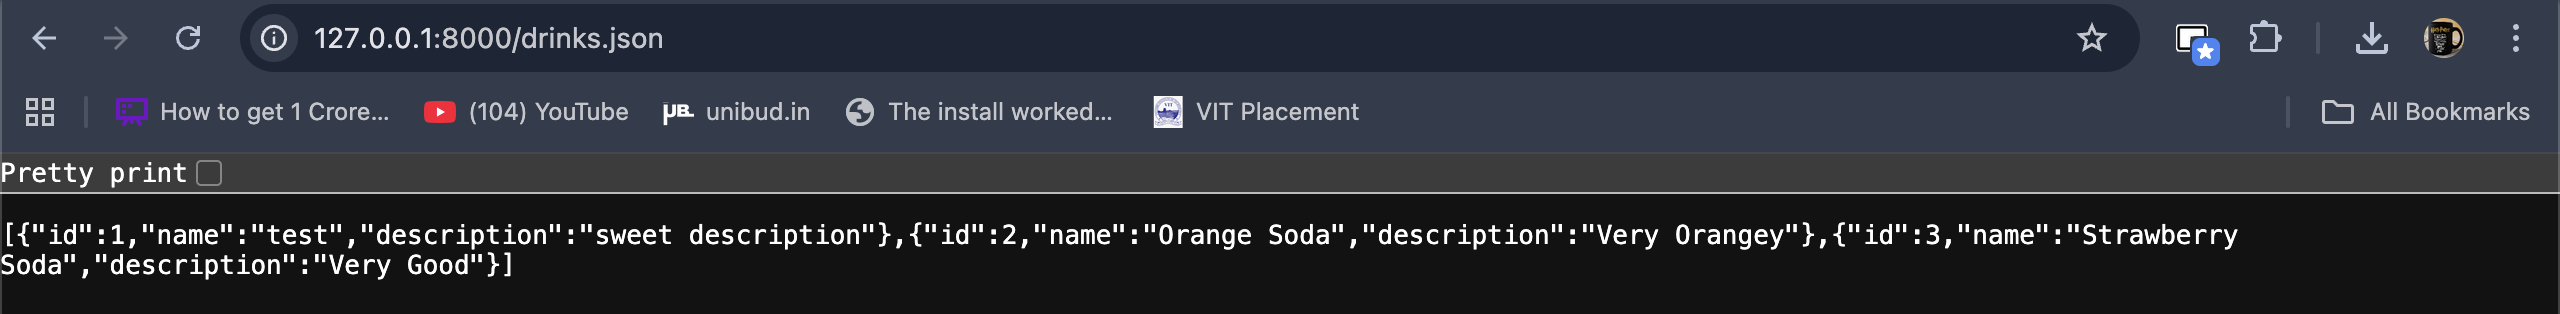 127.0.0.1:8000/drinks.json
How to get 1 Crore... (104) YouTube µB. unibud.in The install worked... VIT Placement All Bookmarks
Pretty print
[{"id":1,"name":"test","description":"sweet description"},{"id":2,"name":"Orange Soda","description":"Very Orangey"},{"id":3,"name":"Strawberry
Soda","description":"Very Good"}]